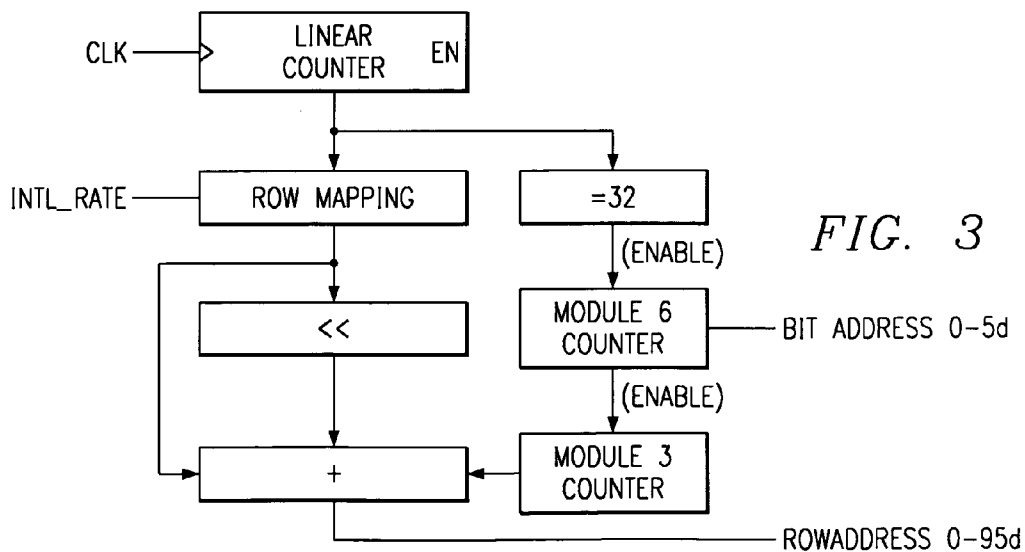 LINEAR
COUNTER
EN
CLK
INTL_RATE
ROW MAPPING
=32
FIG. 3
(ENABLE)
<<
MODULE 6
COUNTER
BIT ADDRESS 0-5d
(ENABLE)
+
MODULE 3
COUNTER
ROWADDRESS 0-95d